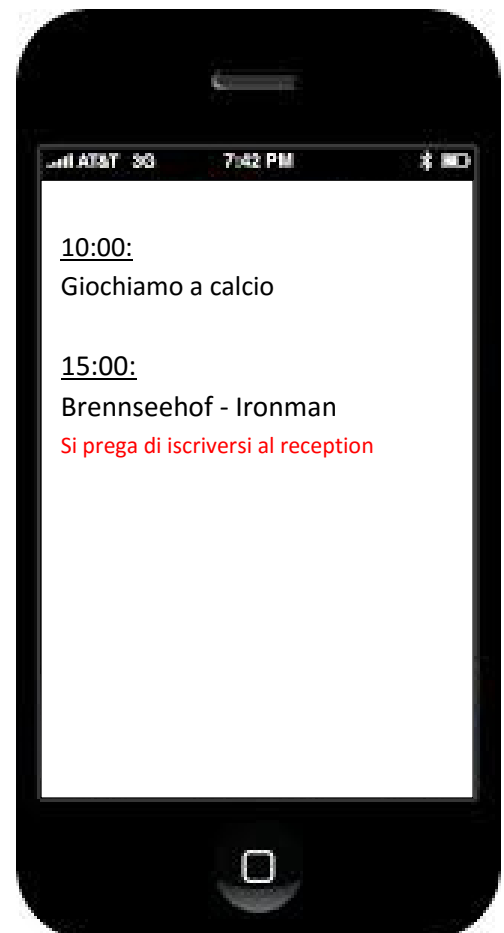 AT&T 3G 7:42 PM
10:00:
Giochiamo a calcio
15:00:
Brennseehof - Ironman
Si prega di iscriversi al reception